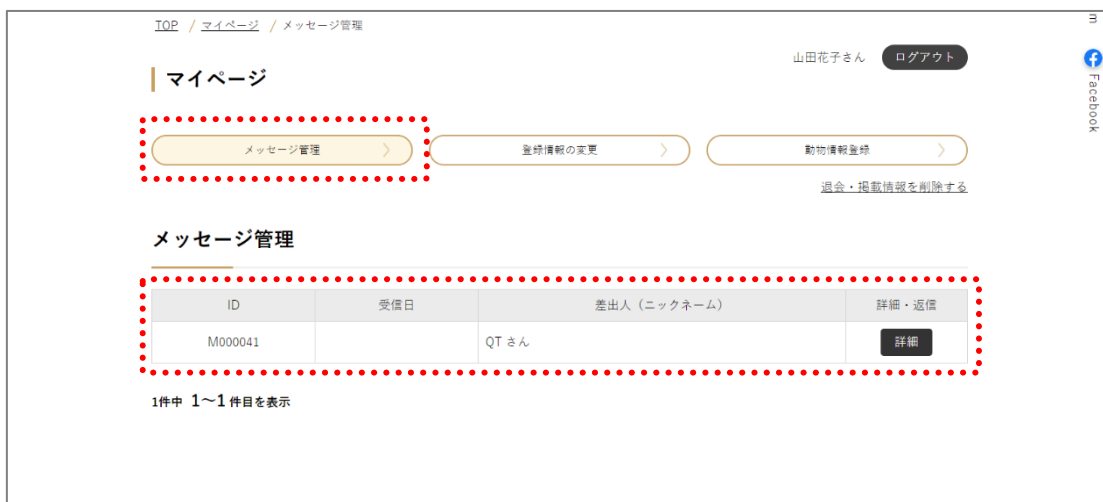 TOP / マイページ / メッセージ管理
m
山田花子さん ログアウト
Facebook
マイページ
メッセージ管理 登録情報の変更 動物情報登録
退会・掲載情報を削除する
メッセージ管理
ID 受信日 差出人（ニックネーム） 詳細・返信
M000041 QT さん 詳細
1件中 1〜1 件目を表示